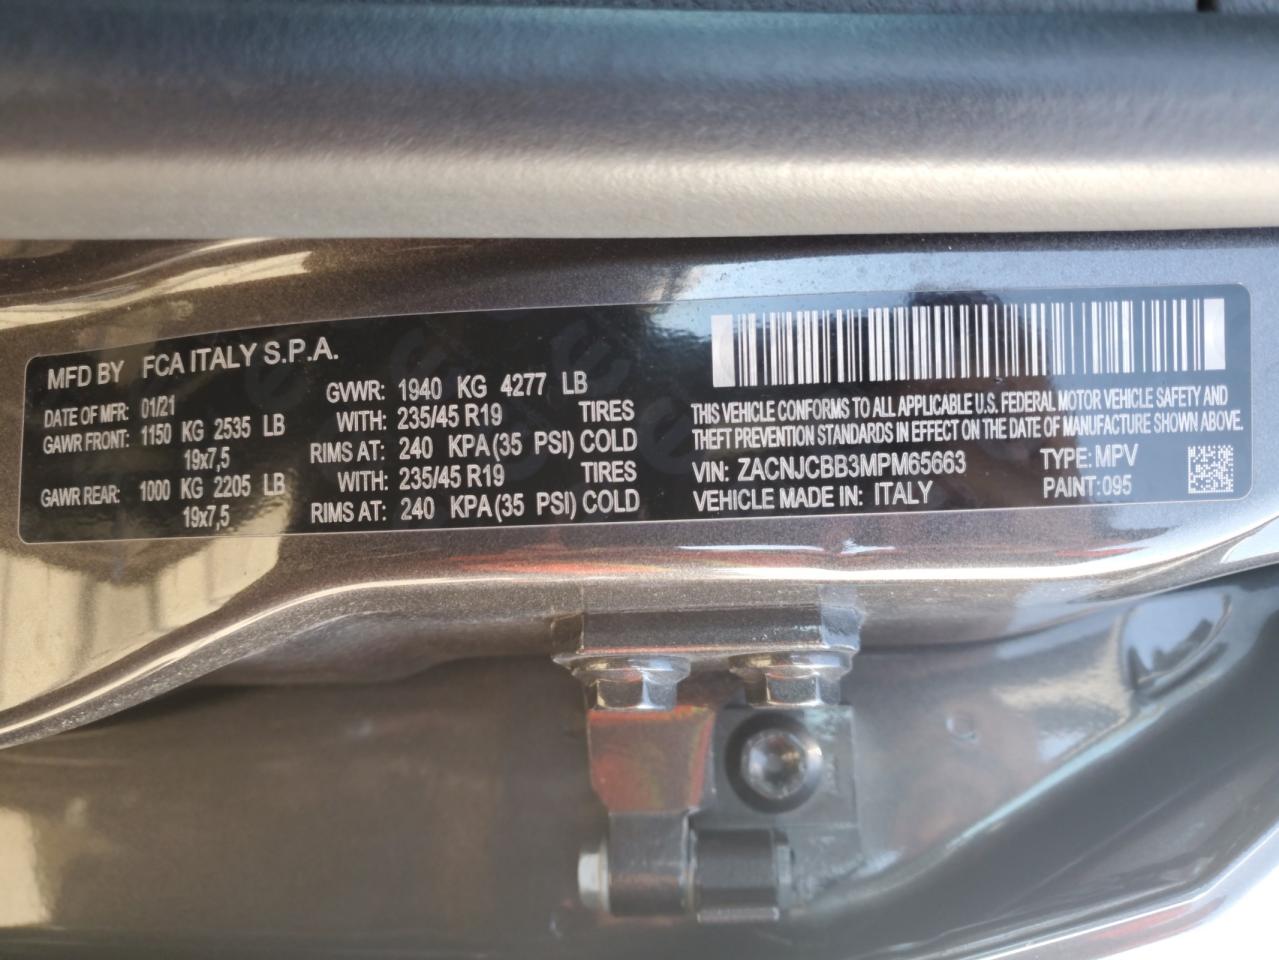 MFD BY FCA ITALY S.P.A.
DATE OF MFR: 01/21 GVWR: 1940 KG 4277 LB
GAWR FRONT: 1150 KG 2535 LB WITH: 235/45 R19 TIRES
19x7,5 RIMS AT: 240 KPA (35 PSI) COLD
GAWR REAR: 1000 KG 2205 LB WITH: 235/45 R19 TIRES
19x7,5 RIMS AT: 240 KPA (35 PSI) COLD
THIS VEHICLE CONFORMS TO ALL APPLICABLE U.S. FEDERAL MOTOR VEHICLE SAFETY AND
THEFT PREVENTION STANDARDS IN EFFECT ON THE DATE OF MANUFACTURE SHOWN ABOVE.
VIN: ZACNJCBB3MPM65663 TYPE: MPV
VEHICLE MADE IN: ITALY PAINT: 095